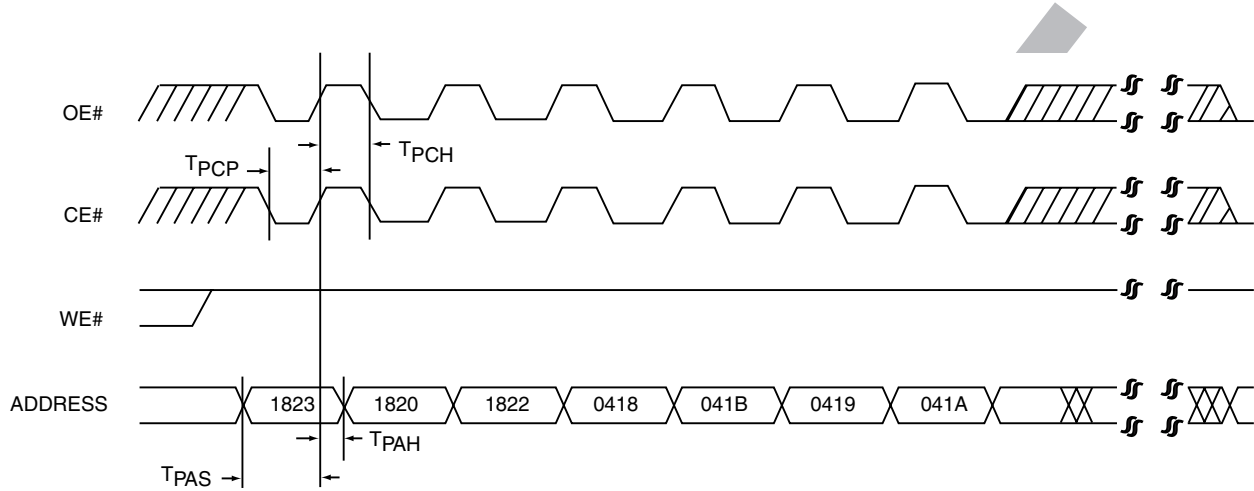 OE#
TPCP
TPCH
CE#
WE#
ADDRESS
1823 1820 1822 0418 041B 0419 041A
TPAH
TPAS